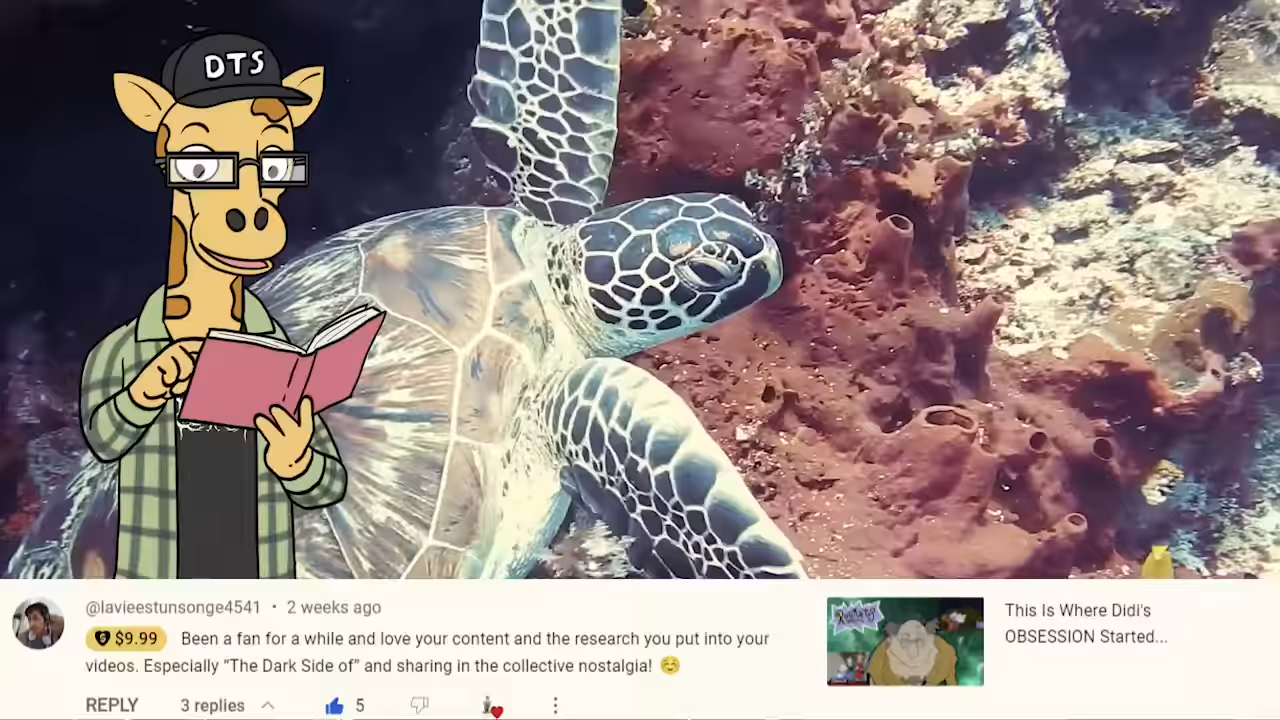 DTS
@lavieestunsonge4541 • 2 weeks ago
$9.99 Been a fan for a while and love your content and the research you put into your
videos. Especially “The Dark Side of” and sharing in the collective nostalgia! ☺️
REPLY 3 replies 5
This Is Where Didi's
OBSESSION Started...